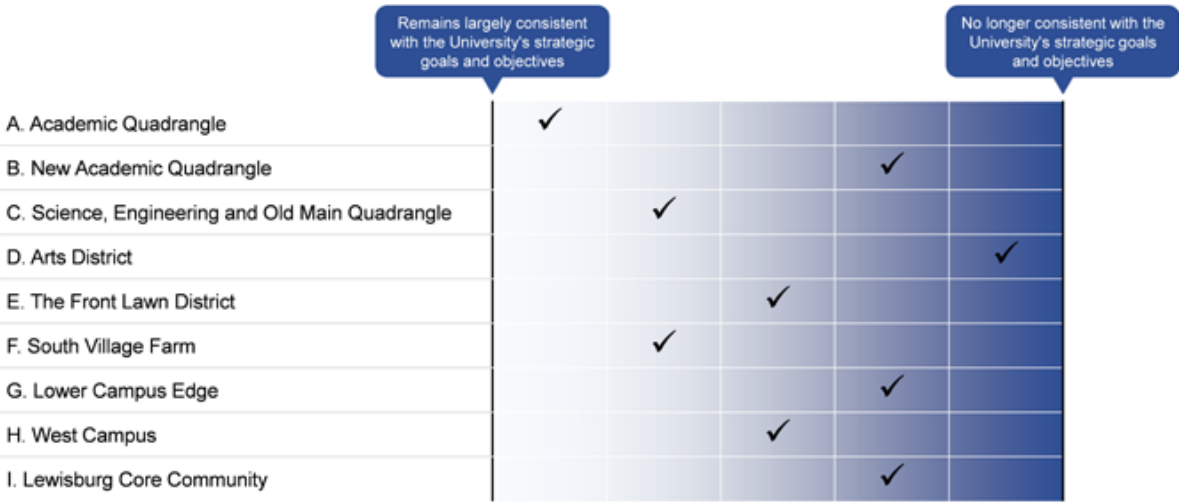 Remains largely consistent
with the University's strategic
goals and objectives
No longer consistent with the
University's strategic goals
and objectives
A. Academic Quadrangle
B. New Academic Quadrangle
C. Science, Engineering and Old Main Quadrangle
D. Arts District
E. The Front Lawn District
F. South Village Farm
G. Lower Campus Edge
H. West Campus
I. Lewisburg Core Community